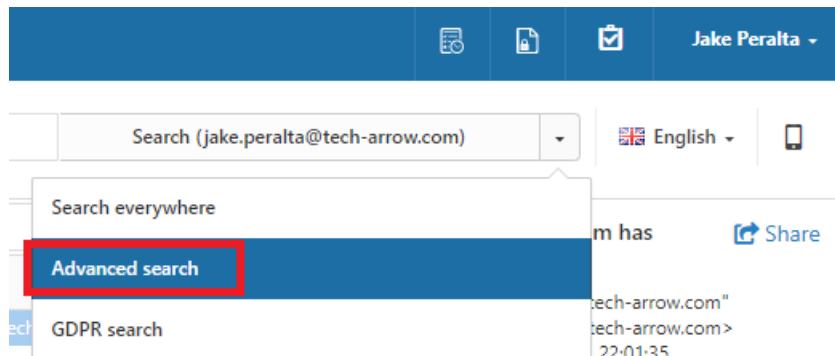 Jake Peralta
Search (jake.peralta@tech-arrow.com)
English
Search everywhere
m has
Share
Advanced search
tech-arrow.com"
ech
GDPR search
tech-arrow.com>
22:01:35